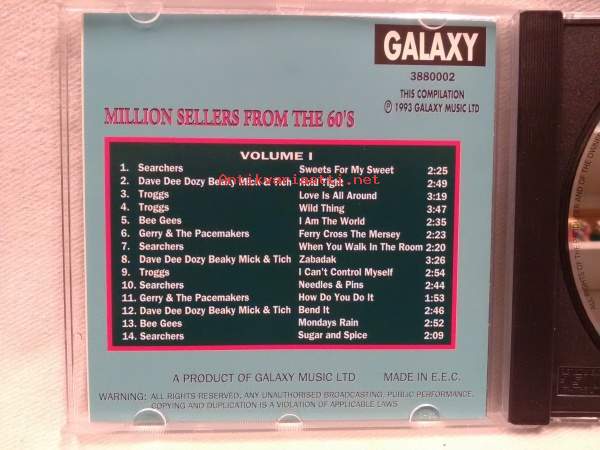 GALAXY
3880002
THIS COMPILATION
℗ 1993 GALAXY MUSIC LTD
MILLION SELLERS FROM THE 60'S
VOLUME I
1. Searchers Sweets For My Sweet 2:25
2. Dave Dee Dozy Beaky Mick & Tich Hold Tight 2:49
3. Troggs Love Is All Around 3:19
4. Troggs Wild Thing 3:47
5. Bee Gees I Am The World 2:35
6. Gerry & The Pacemakers Ferry Cross The Mersey 2:23
7. Searchers When You Walk In The Room 2:20
8. Dave Dee Dozy Beaky Mick & Tich Zabadak 3:26
9. Troggs I Can't Control Myself 2:54
10. Searchers Needles & Pins 2:44
11. Gerry & The Pacemakers How Do You Do It 1:53
12. Dave Dee Dozy Beaky Mick & Tich Bend It 2:46
13. Bee Gees Mondays Rain 2:52
14. Searchers Sugar and Spice 2:09
A PRODUCT OF GALAXY MUSIC LTD MADE IN E.E.C.
WARNING: ALL RIGHTS RESERVED, ANY UNAUTHORISED BROADCASTING, PUBLIC PERFORMANCE,
COPYING AND DUPLICATION IS A VIOLATION OF APPLICABLE LAWS
Antikvariaatti.net